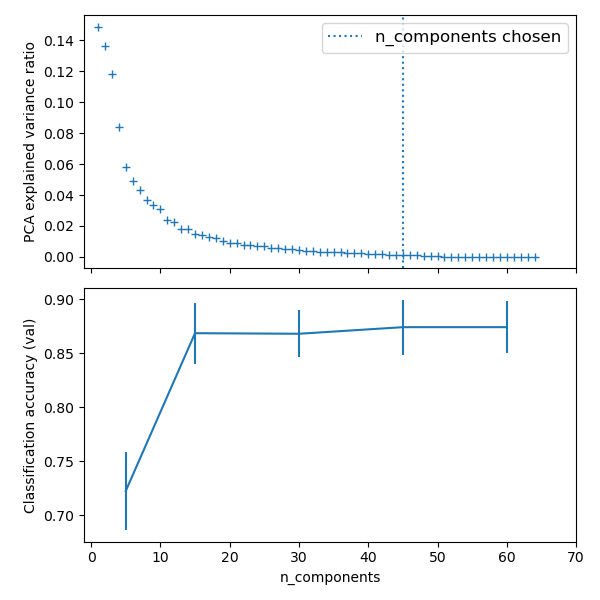 n_components chosen
PCA explained variance ratio
0.14
0.12
0.10
0.08
0.06
0.04
0.02
0.00
Classification accuracy (val)
0.90
0.85
0.80
0.75
0.70
0 10 20 30 40 50 60 70
n_components